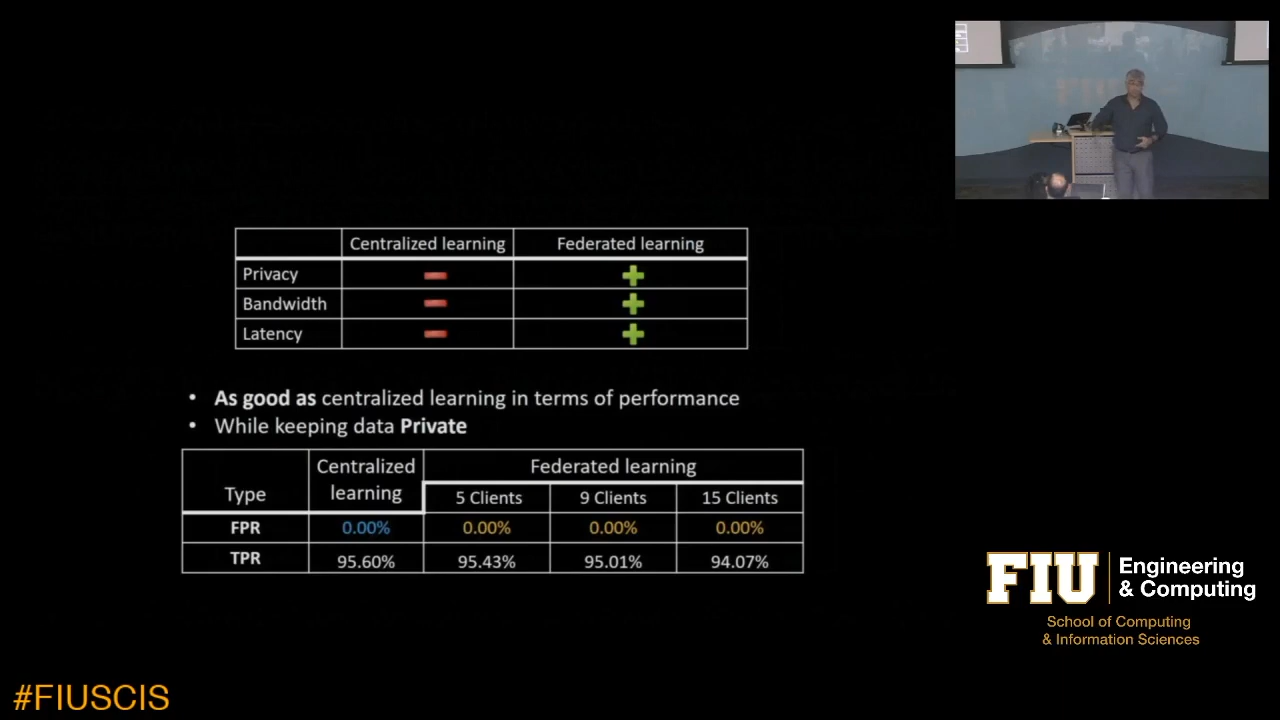 Centralized learning Federated learning
Privacy
Bandwidth
Latency
• As good as centralized learning in terms of performance
• While keeping data Private
Type Centralized learning Federated learning
5 Clients 9 Clients 15 Clients
FPR 0.00% 0.00% 0.00% 0.00%
TPR 95.60% 95.43% 95.01% 94.07%
FIU Engineering
& Computing
School of Computing
& Information Sciences
#FIUSCIS